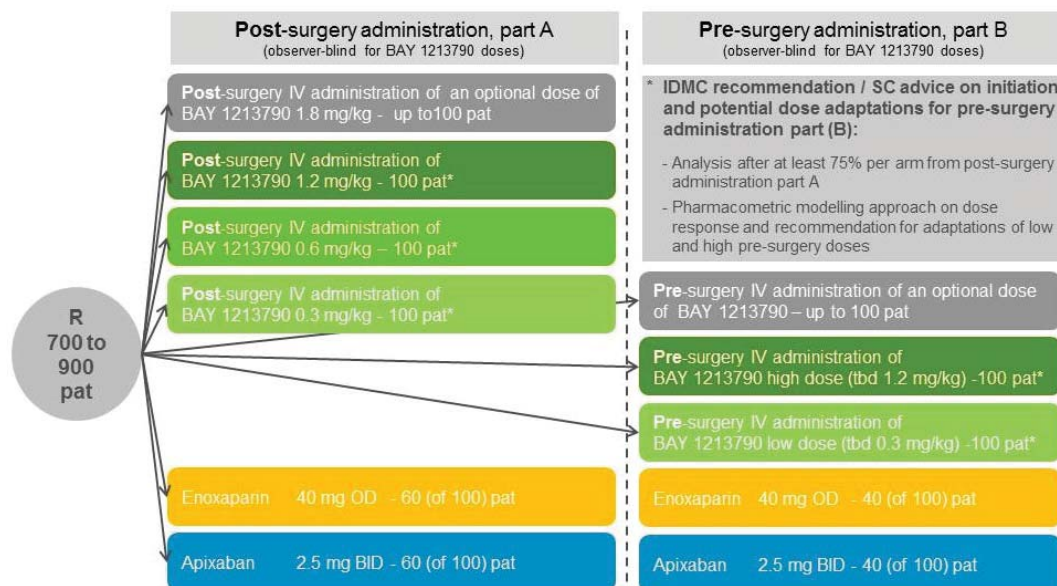 Post-surgery administration, part A
(observer-blind for BAY 1213790 doses)
Post-surgery IV administration of an optional dose of
BAY 1213790 1.8 mg/kg - up to100 pat
Post-surgery IV administration of
BAY 1213790 1.2 mg/kg - 100 pat*
Post-surgery IV administration of
BAY 1213790 0.6 mg/kg – 100 pat*
Post-surgery IV administration of
BAY 1213790 0.3 mg/kg - 100 pat*
R
700 to
900
pat
Enoxaparin 40 mg OD - 60 (of 100) pat
Apixaban 2.5 mg BID - 60 (of 100) pat
Pre-surgery administration, part B
(observer-blind for BAY 1213790 doses)
* IDMC recommendation / SC advice on initiation
and potential dose adaptations for pre-surgery
administration part (B):
- Analysis after at least 75% per arm from post-surgery
administration part A
- Pharmacometric modelling approach on dose
response and recommendation for adaptations of low
and high pre-surgery doses
Pre-surgery IV administration of an optional dose
of BAY 1213790 – up to 100 pat
Pre-surgery IV administration of
BAY 1213790 high dose (tbd 1.2 mg/kg) -100 pat*
Pre-surgery IV administration of
BAY 1213790 low dose (tbd 0.3 mg/kg) -100 pat*
Enoxaparin 40 mg OD - 40 (of 100) pat
Apixaban 2.5 mg BID - 40 (of 100) pat